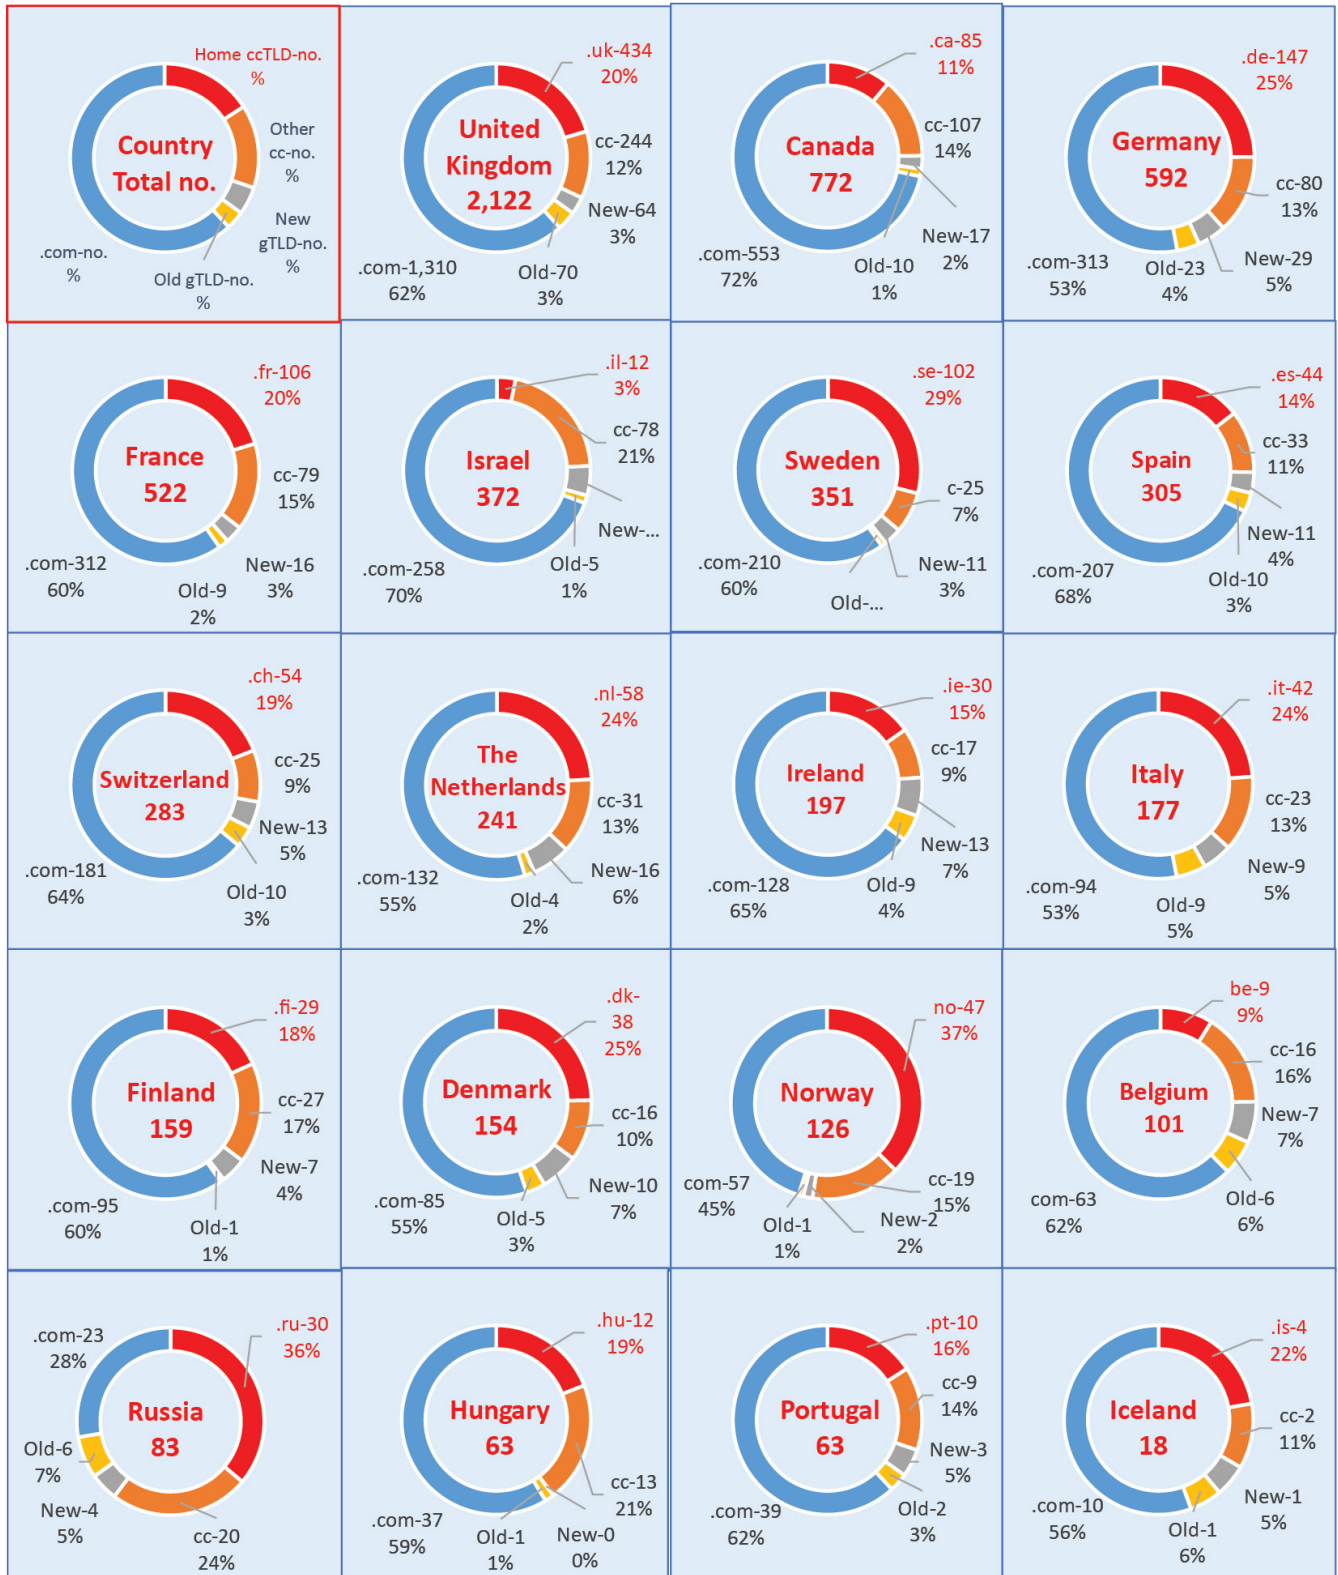 Home ccTLD-no.
%
Other
cc-no.
%
New
gTLD-no.
%
Old gTLD-no.
%
.com-no.
%
Country
Total no.
.uk-434
20%
cc-244
12%
New-64
3%
Old-70
3%
.com-1,310
62%
United
Kingdom
2,122
.ca-85
11%
cc-107
14%
New-17
2%
Old-10
1%
.com-553
72%
Canada
772
.de-147
25%
cc-80
13%
New-29
5%
Old-23
4%
.com-313
53%
Germany
592
.fr-106
20%
cc-79
15%
New-16
3%
Old-9
2%
.com-312
60%
France
522
.il-12
3%
cc-78
21%
New-...
Old-5
1%
.com-258
70%
Israel
372
.se-102
29%
c-25
7%
New-11
3%
Old-...
.com-210
60%
Sweden
351
.es-44
14%
cc-33
11%
New-11
4%
Old-10
3%
.com-207
68%
Spain
305
.ch-54
19%
cc-25
9%
New-13
5%
Old-10
3%
.com-181
64%
Switzerland
283
.nl-58
24%
cc-31
13%
New-16
6%
Old-4
2%
.com-132
55%
The
Netherlands
241
.ie-30
15%
cc-17
9%
New-13
7%
Old-9
4%
.com-128
65%
Ireland
197
.it-42
24%
cc-23
13%
New-9
5%
Old-9
5%
.com-94
53%
Italy
177
.fi-29
18%
cc-27
17%
New-7
4%
Old-1
1%
.com-95
60%
Finland
159
.dk-
38
25%
cc-16
10%
New-10
7%
Old-5
3%
.com-85
55%
Denmark
154
no-47
37%
cc-19
15%
New-2
2%
Old-1
1%
com-57
45%
Norway
126
be-9
9%
cc-16
16%
New-7
7%
Old-6
6%
com-63
62%
Belgium
101
.ru-30
36%
cc-20
24%
New-4
5%
Old-6
7%
.com-23
28%
Russia
83
.hu-12
19%
cc-13
21%
New-0
0%
Old-1
1%
.com-37
59%
Hungary
63
.pt-10
16%
cc-9
14%
New-3
5%
Old-2
3%
.com-39
62%
Portugal
63
.is-4
22%
cc-2
11%
New-1
5%
Old-1
6%
.com-10
56%
Iceland
18